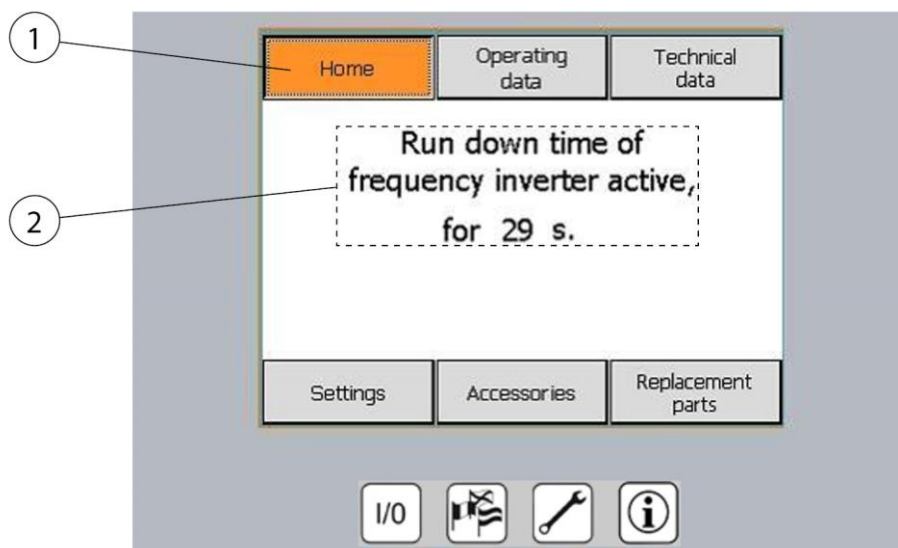 1
Home
Operating
data
Technical
data
Run down time of
frequency inverter active,
for 29 s.
2
Settings
Accessories
Replacement
parts
I/0
i